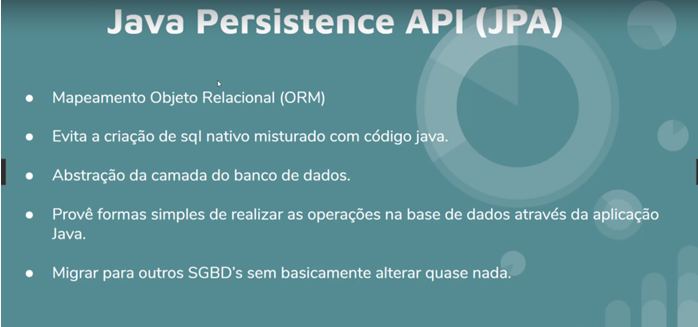 Java Persistence API (JPA)
● Mapeamento Objeto Relacional (ORM)
● Evita a criação de sql nativo misturado com código java.
● Abstração da camada do banco de dados.
● Provê formas simples de realizar as operações na base de dados através da aplicação
Java.
● Migrar para outros SGBD's sem basicamente alterar quase nada.